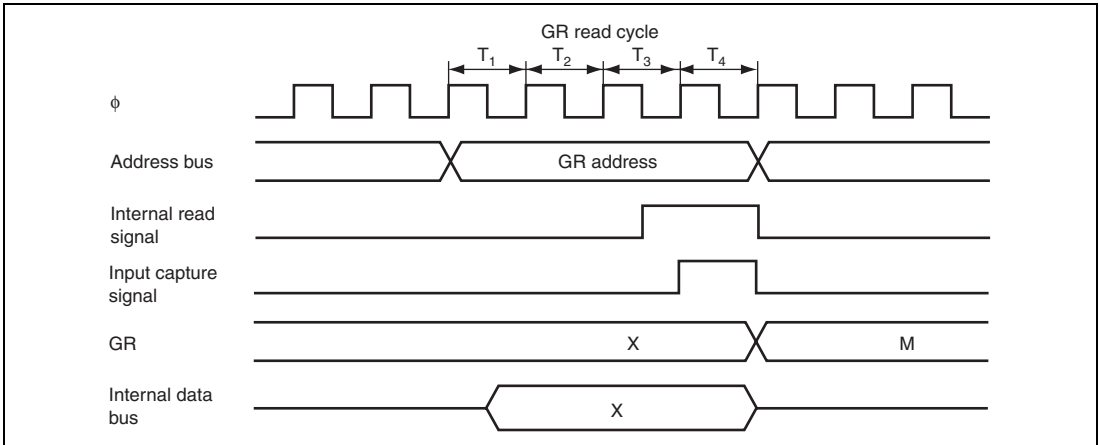 GR read cycle
T1 T2 T3 T4
ϕ
Address bus
GR address
Internal read
signal
Input capture
signal
GR
X
M
Internal data
bus
X